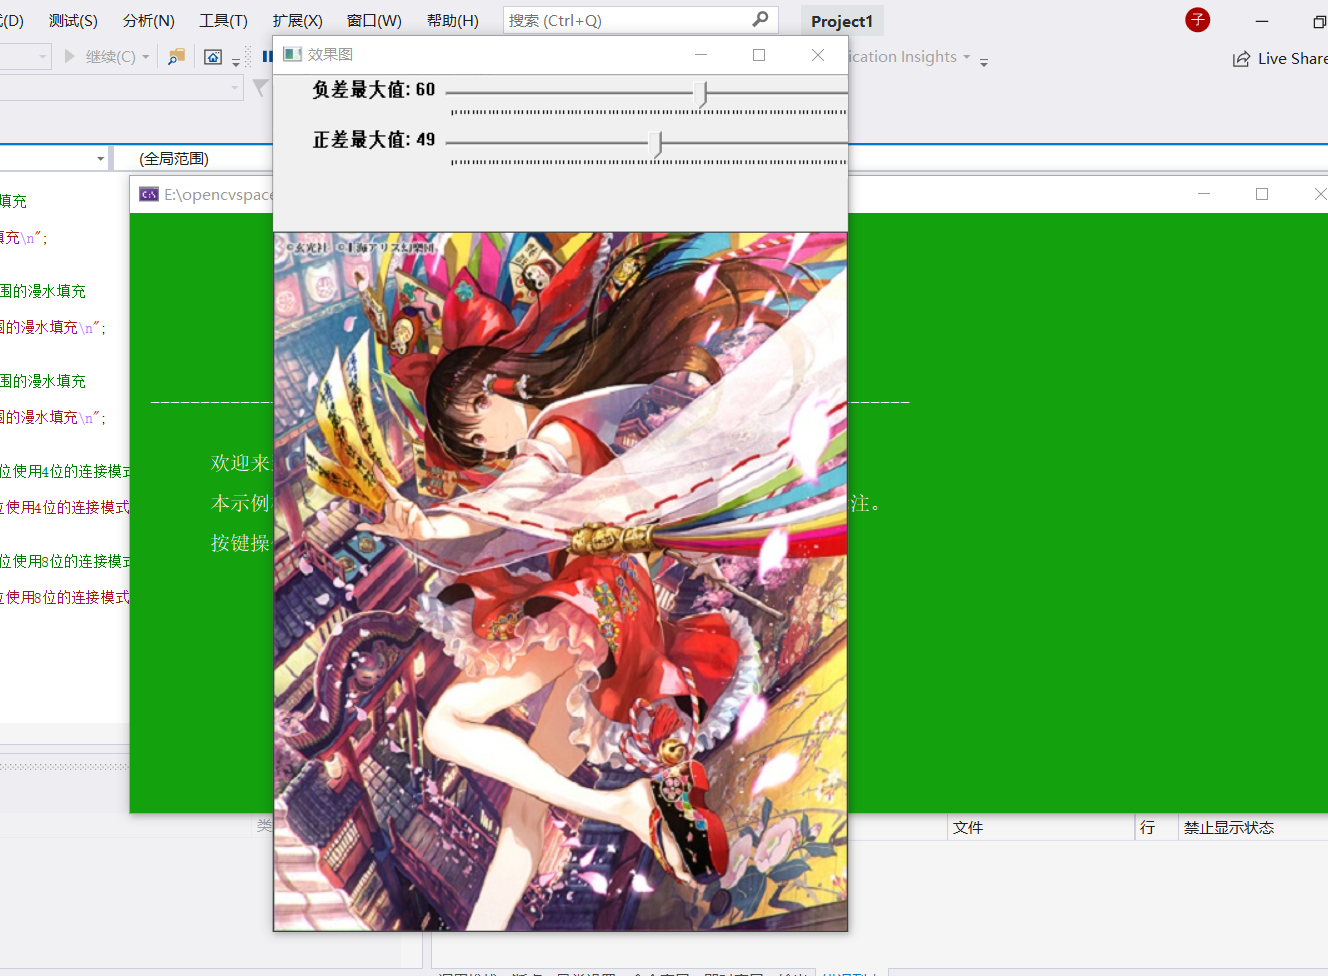 (D) 测试(S) 分析(N) 工具(T) 扩展(X) 窗口(W) 帮助(H) 搜索 (Ctrl+Q) Project1 子
继续(C) ication Insights Live Share
效果图
负差最大值: 60
正差最大值: 49
(全局范围)
E:\opencvspace
填充
填充\n";
围的漫水填充
围的漫水填充\n";
围的漫水填充
围的漫水填充\n";
位使用4位的连接模式
位使用4位的连接模式
位使用8位的连接模式
位使用8位的连接模式
©玄光社 ©上海アリス幻樂団
欢迎来
本示例 注。
按键操
类 文件 行 禁止显示状态